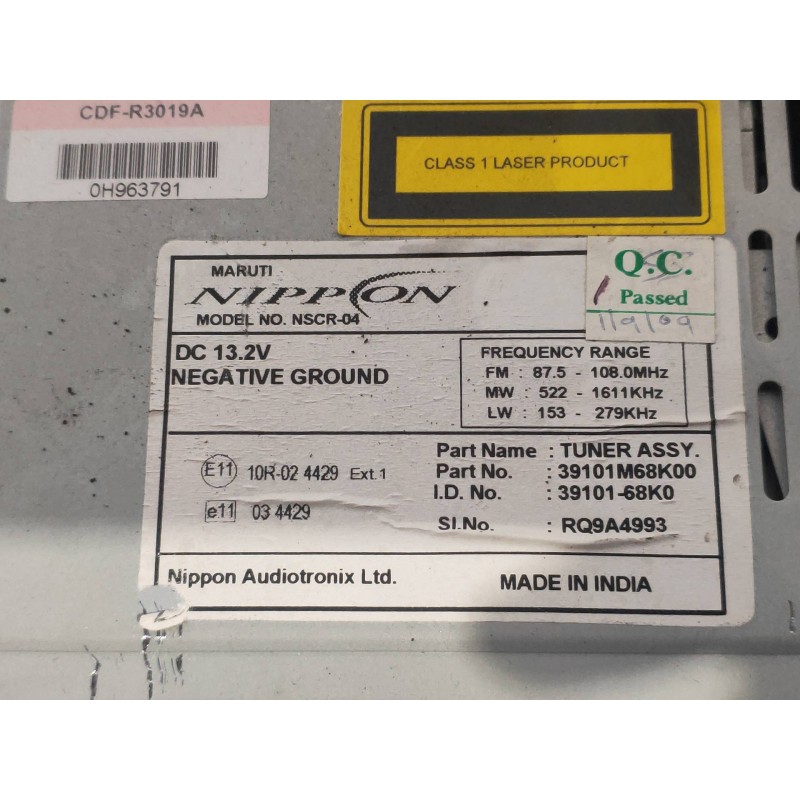 CDF-R3019A
0H963791
CLASS 1 LASER PRODUCT
MARUTI
NIPPON
MODEL NO. NSCR-04
Q.C.
Passed
DC 13.2V
NEGATIVE GROUND
FREQUENCY RANGE
FM : 87.5 - 108.0MHz
MW : 522 - 1611KHz
LW : 153 - 279KHz
E11 10R-02 4429 Ext.1
e11 03 4429
Part Name : TUNER ASSY.
Part No. : 39101M68K00
I.D. No. : 39101-68K0
Sl.No. : RQ9A4993
Nippon Audiotronix Ltd.
MADE IN INDIA